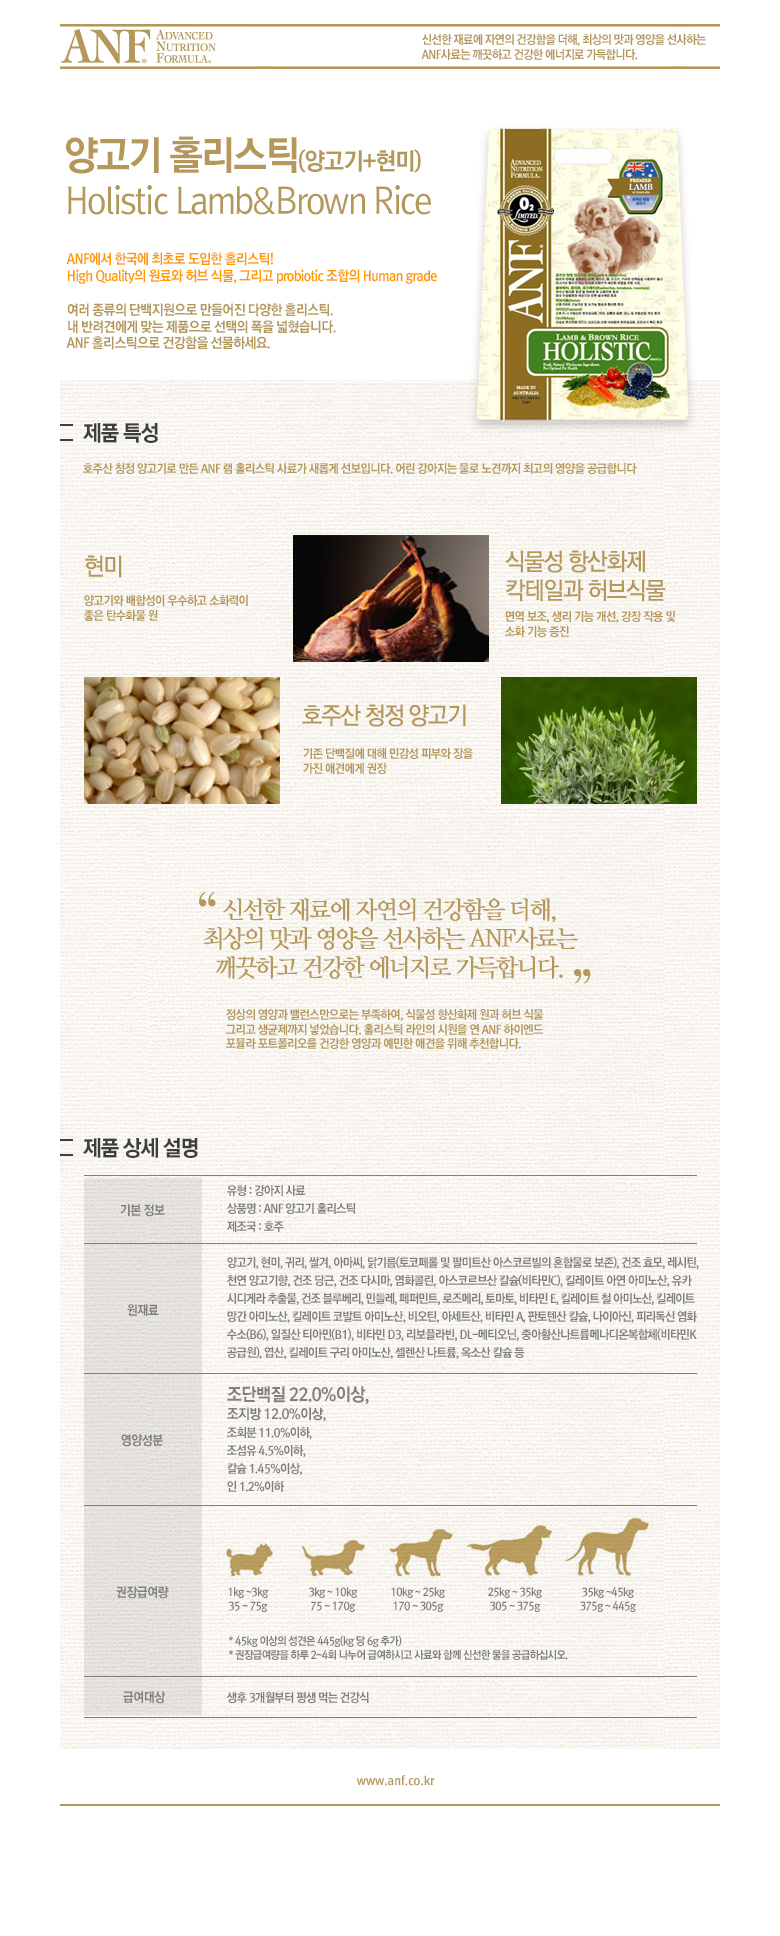 ANF ADVANCED
NUTRITION
FORMULA.
신선한 재료에 자연의 건강함을 더해, 최상의 맛과 영양을 선사하는
ANF사료는 깨끗하고 건강한 에너지로 가득합니다.
양고기 홀리스틱(양고기+현미)
Holistic Lamb&Brown Rice
ANF에서 한국에 최초로 도입한 홀리스틱!
High Quality의 원료와 허브 식물, 그리고 probiotic 조합의 Human grade
여러 종류의 단백지원으로 만들어진 다양한 홀리스틱.
내 반려견에게 맞는 제품으로 선택의 폭을 넓혔습니다.
ANF 홀리스틱으로 건강함을 선물하세요.
ADVANCED
NUTRITION
FORMULA.
PREMIER
LAMB
of Australia
O2
LIMITED
ANF
LAMB & BROWN RICE
HOLISTIC
MADE IN
AUSTRALIA
제품 특성
호주산 청정 양고기로 만든 ANF 램 홀리스틱 사료가 새롭게 선보입니다. 어린 강아지는 물로 노견까지 최고의 영양을 공급합니다
현미
양고기와 배합성이 우수하고 소화력이
좋은 탄수화물 원
식물성 항산화제
칵테일과 허브식물
면역 보조, 생리 기능 개선, 강장 작용 및
소화 기능 증진
호주산 청정 양고기
기존 단백질에 대해 민감성 피부와 장을
가진 애견에게 권장
“ 신선한 재료에 자연의 건강함을 더해,
최상의 맛과 영양을 선사하는 ANF사료는
깨끗하고 건강한 에너지로 가득합니다. ”
정상의 영양과 밸런스만으로는 부족하여, 식물성 항산화제 원과 허브 식물
그리고 생균제까지 넣었습니다. 홀리스틱 라인의 시원을 연 ANF 하이엔드
포뮬라 포트폴리오를 건강한 영양과 예민한 애견을 위해 추천합니다.
제품 상세 설명
기본 정보
유형 : 강아지 사료
상품명 : ANF 양고기 홀리스틱
제조국 : 호주
원재료
양고기, 현미, 귀리, 쌀겨, 아마씨, 닭기름(토코페롤 및 팔미트산 아스코르빌의 혼합물로 보존), 건조 효모, 레시틴,
천연 양고기향, 건조 당근, 건조 다시마, 염화콜린, 아스코르브산 칼슘(비타민C), 킬레이트 아연 아미노산, 유카
시디게라 추출물, 건조 블루베리, 민들레, 페퍼민트, 로즈메리, 토마토, 비타민 E, 킬레이트 철 아미노산, 킬레이트
망간 아미노산, 킬레이트 코발트 아미노산, 비오틴, 아세트산, 비타민 A, 판토텐산 칼슘, 나이아신, 피리독신 염화
수소(B6), 일질산 티아민(B1), 비타민 D3, 리보플라빈, DL-메티오닌, 중아황산나트륨메나디온복합체(비타민K
공급원), 엽산, 킬레이트 구리 아미노산, 셀렌산 나트륨, 옥소산 칼슘 등
영양성분
조단백질 22.0%이상,
조지방 12.0%이상,
조회분 11.0%이하,
조섬유 4.5%이하,
칼슘 1.45%이상,
인 1.2%이하
권장급여량
1kg ~3kg 3kg ~ 10kg 10kg ~ 25kg 25kg ~ 35kg 35kg ~45kg
35 ~ 75g 75 ~ 170g 170 ~ 305g 305 ~ 375g 375g ~ 445g
* 45kg 이상의 성견은 445g(kg 당 6g 추가)
* 권장급여량을 하루 2~4회 나누어 급여하시고 사료와 함께 신선한 물을 공급하십시오.
급여대상
생후 3개월부터 평생 먹는 건강식
www.anf.co.kr